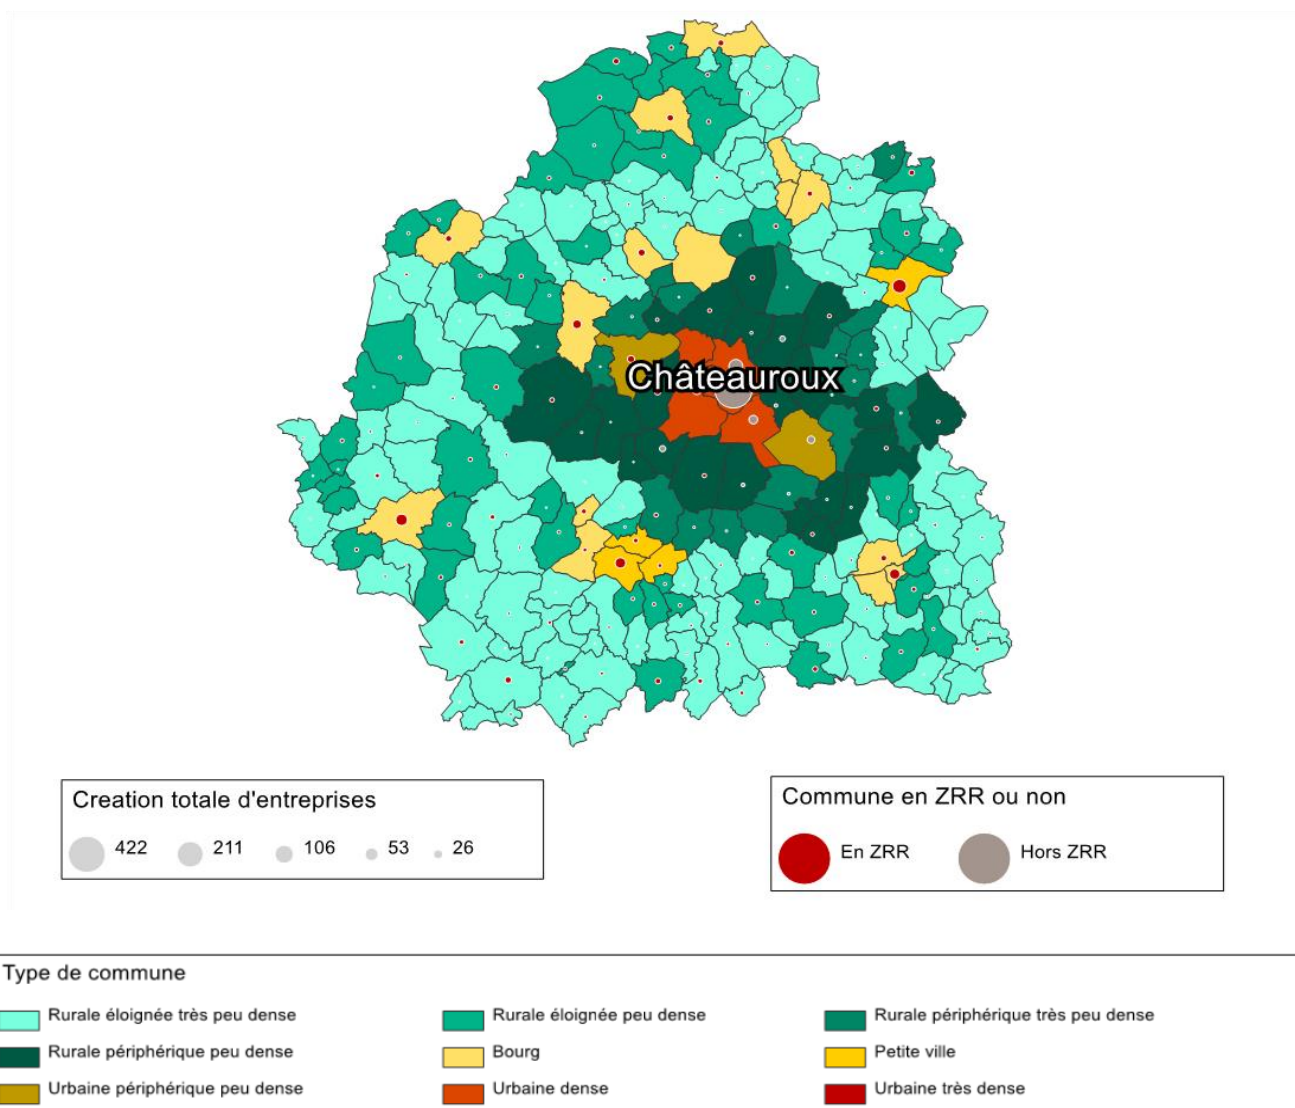 Châteauroux
Creation totale d'entreprises
422 211 106 53 26
Commune en ZRR ou non
En ZRR Hors ZRR
Type de commune
Rurale éloignée très peu dense Rurale éloignée peu dense Rurale périphérique très peu dense
Rurale périphérique peu dense Bourg Petite ville
Urbaine périphérique peu dense Urbaine dense Urbaine très dense